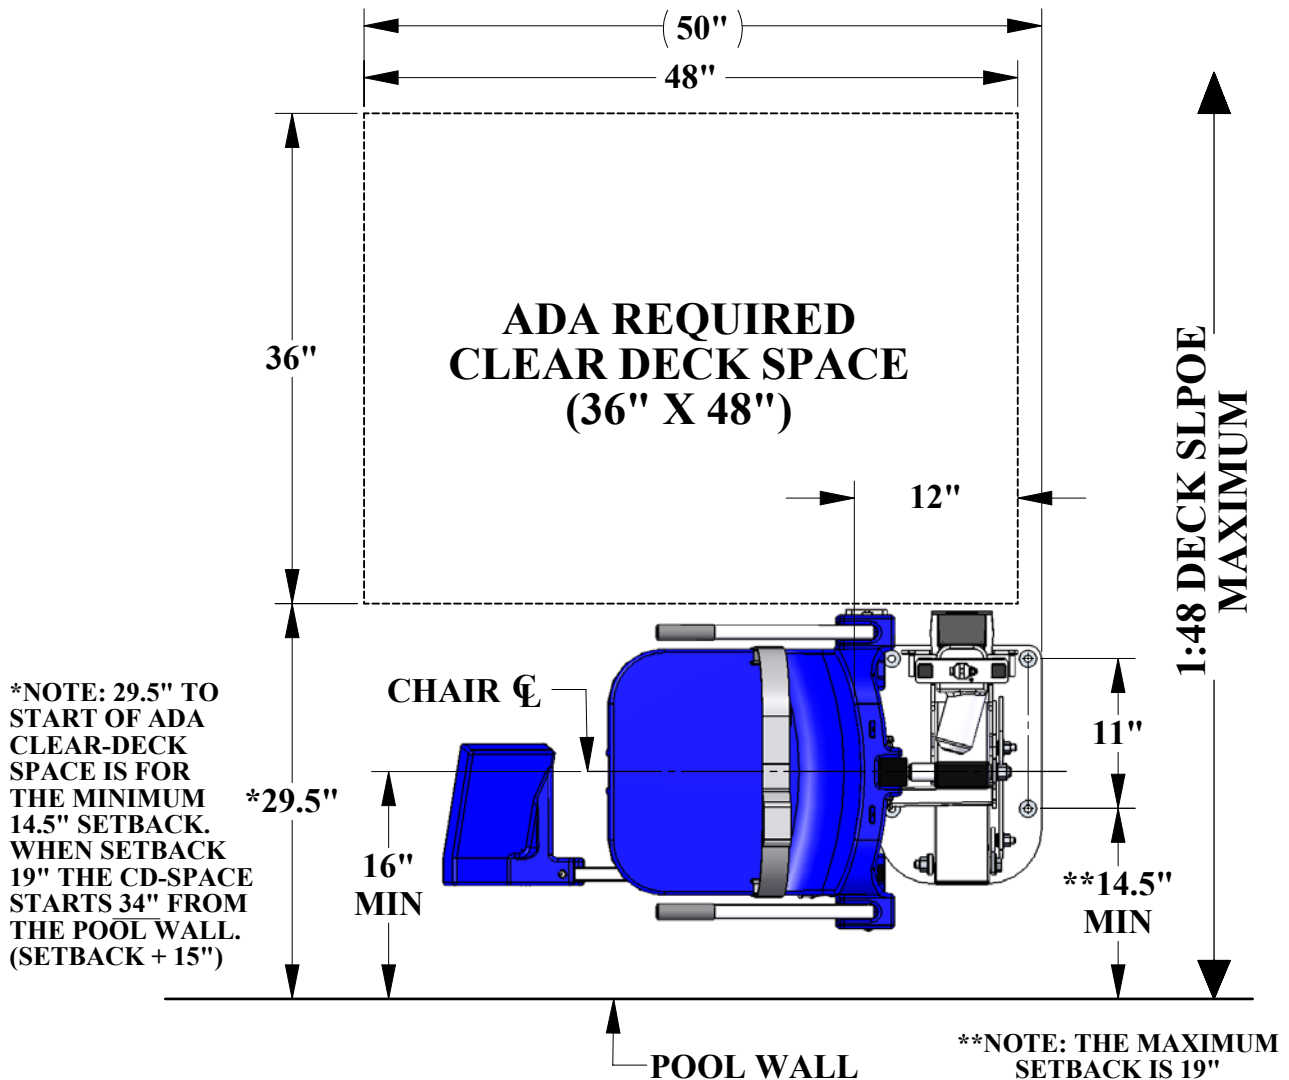 (50")
48"
36"
ADA REQUIRED
CLEAR DECK SPACE
(36" X 48")
12"
1:48 DECK SLPOE
MAXIMUM
*NOTE: 29.5" TO
START OF ADA
CLEAR-DECK
SPACE IS FOR
THE MINIMUM
14.5" SETBACK.
WHEN SETBACK
19" THE CD-SPACE
STARTS 34" FROM
THE POOL WALL.
(SETBACK + 15")
*29.5"
CHAIR ℄
16"
MIN
11"
**14.5"
MIN
POOL WALL
**NOTE: THE MAXIMUM
SETBACK IS 19"